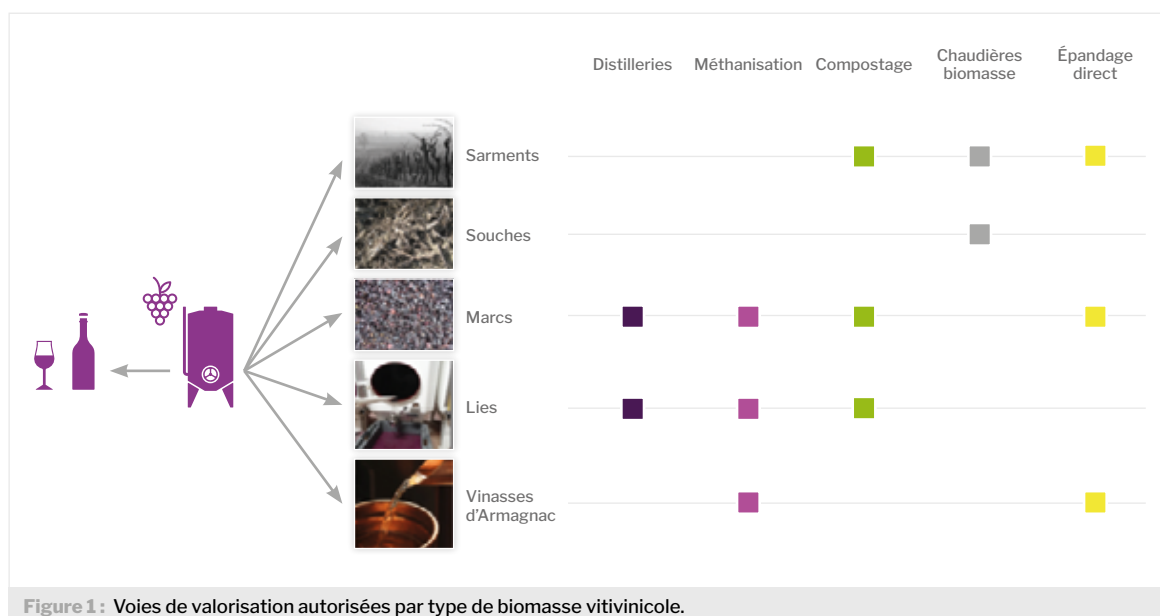 Distilleries
Méthanisation
Compostage
Chaudières
biomasse
Épandage
direct
Sarments
Souches
Marcs
Lies
Vinasses
d'Armagnac
Figure 1 : Voies de valorisation autorisées par type de biomasse vitivinicole.